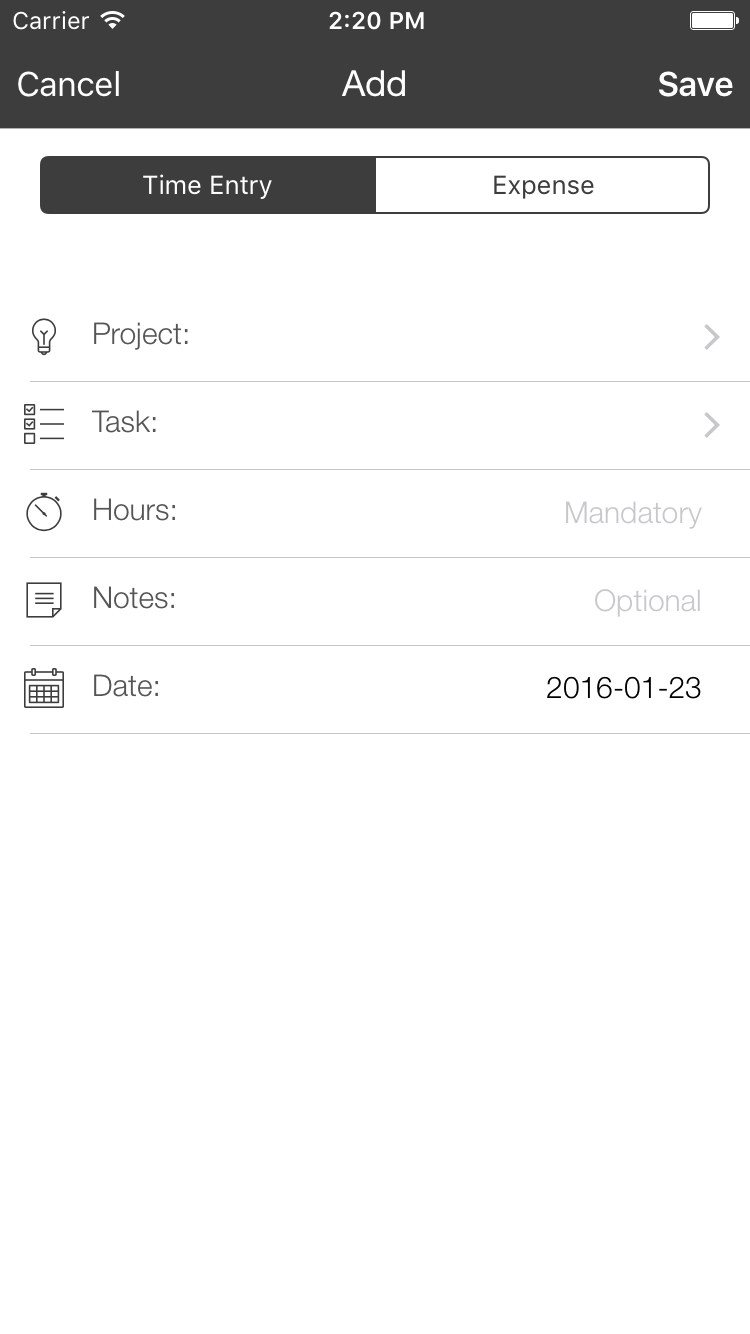 Carrier 2:20 PM
Cancel Add Save
Time Entry Expense
Project:
Task:
Hours: Mandatory
Notes: Optional
Date: 2016-01-23